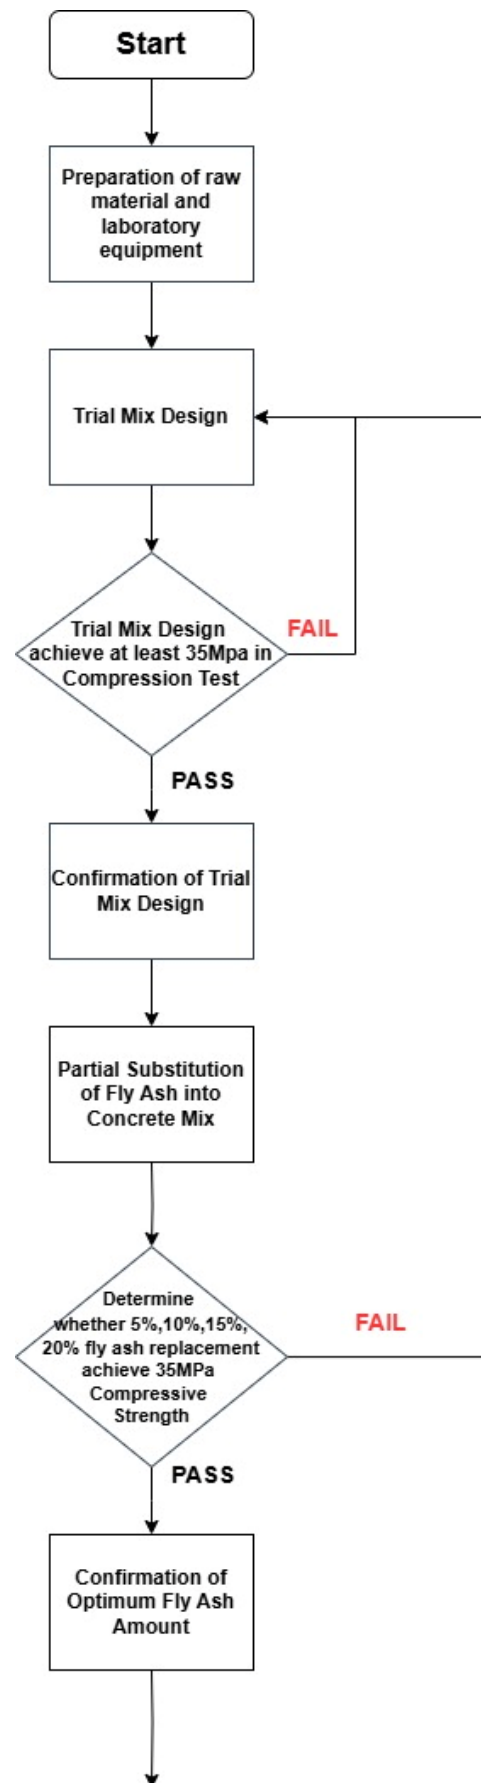 Start
Preparation of raw
material and
laboratory
equipment
Trial Mix Design
Trial Mix Design
achieve at least 35Mpa in
Compression Test
FAIL
PASS
Confirmation of Trial
Mix Design
Partial Substitution
of Fly Ash into
Concrete Mix
Determine
whether 5%,10%,15%,
20% fly ash replacement
achieve 35MPa
Compressive
Strength
FAIL
PASS
Confirmation of
Optimum Fly Ash
Amount